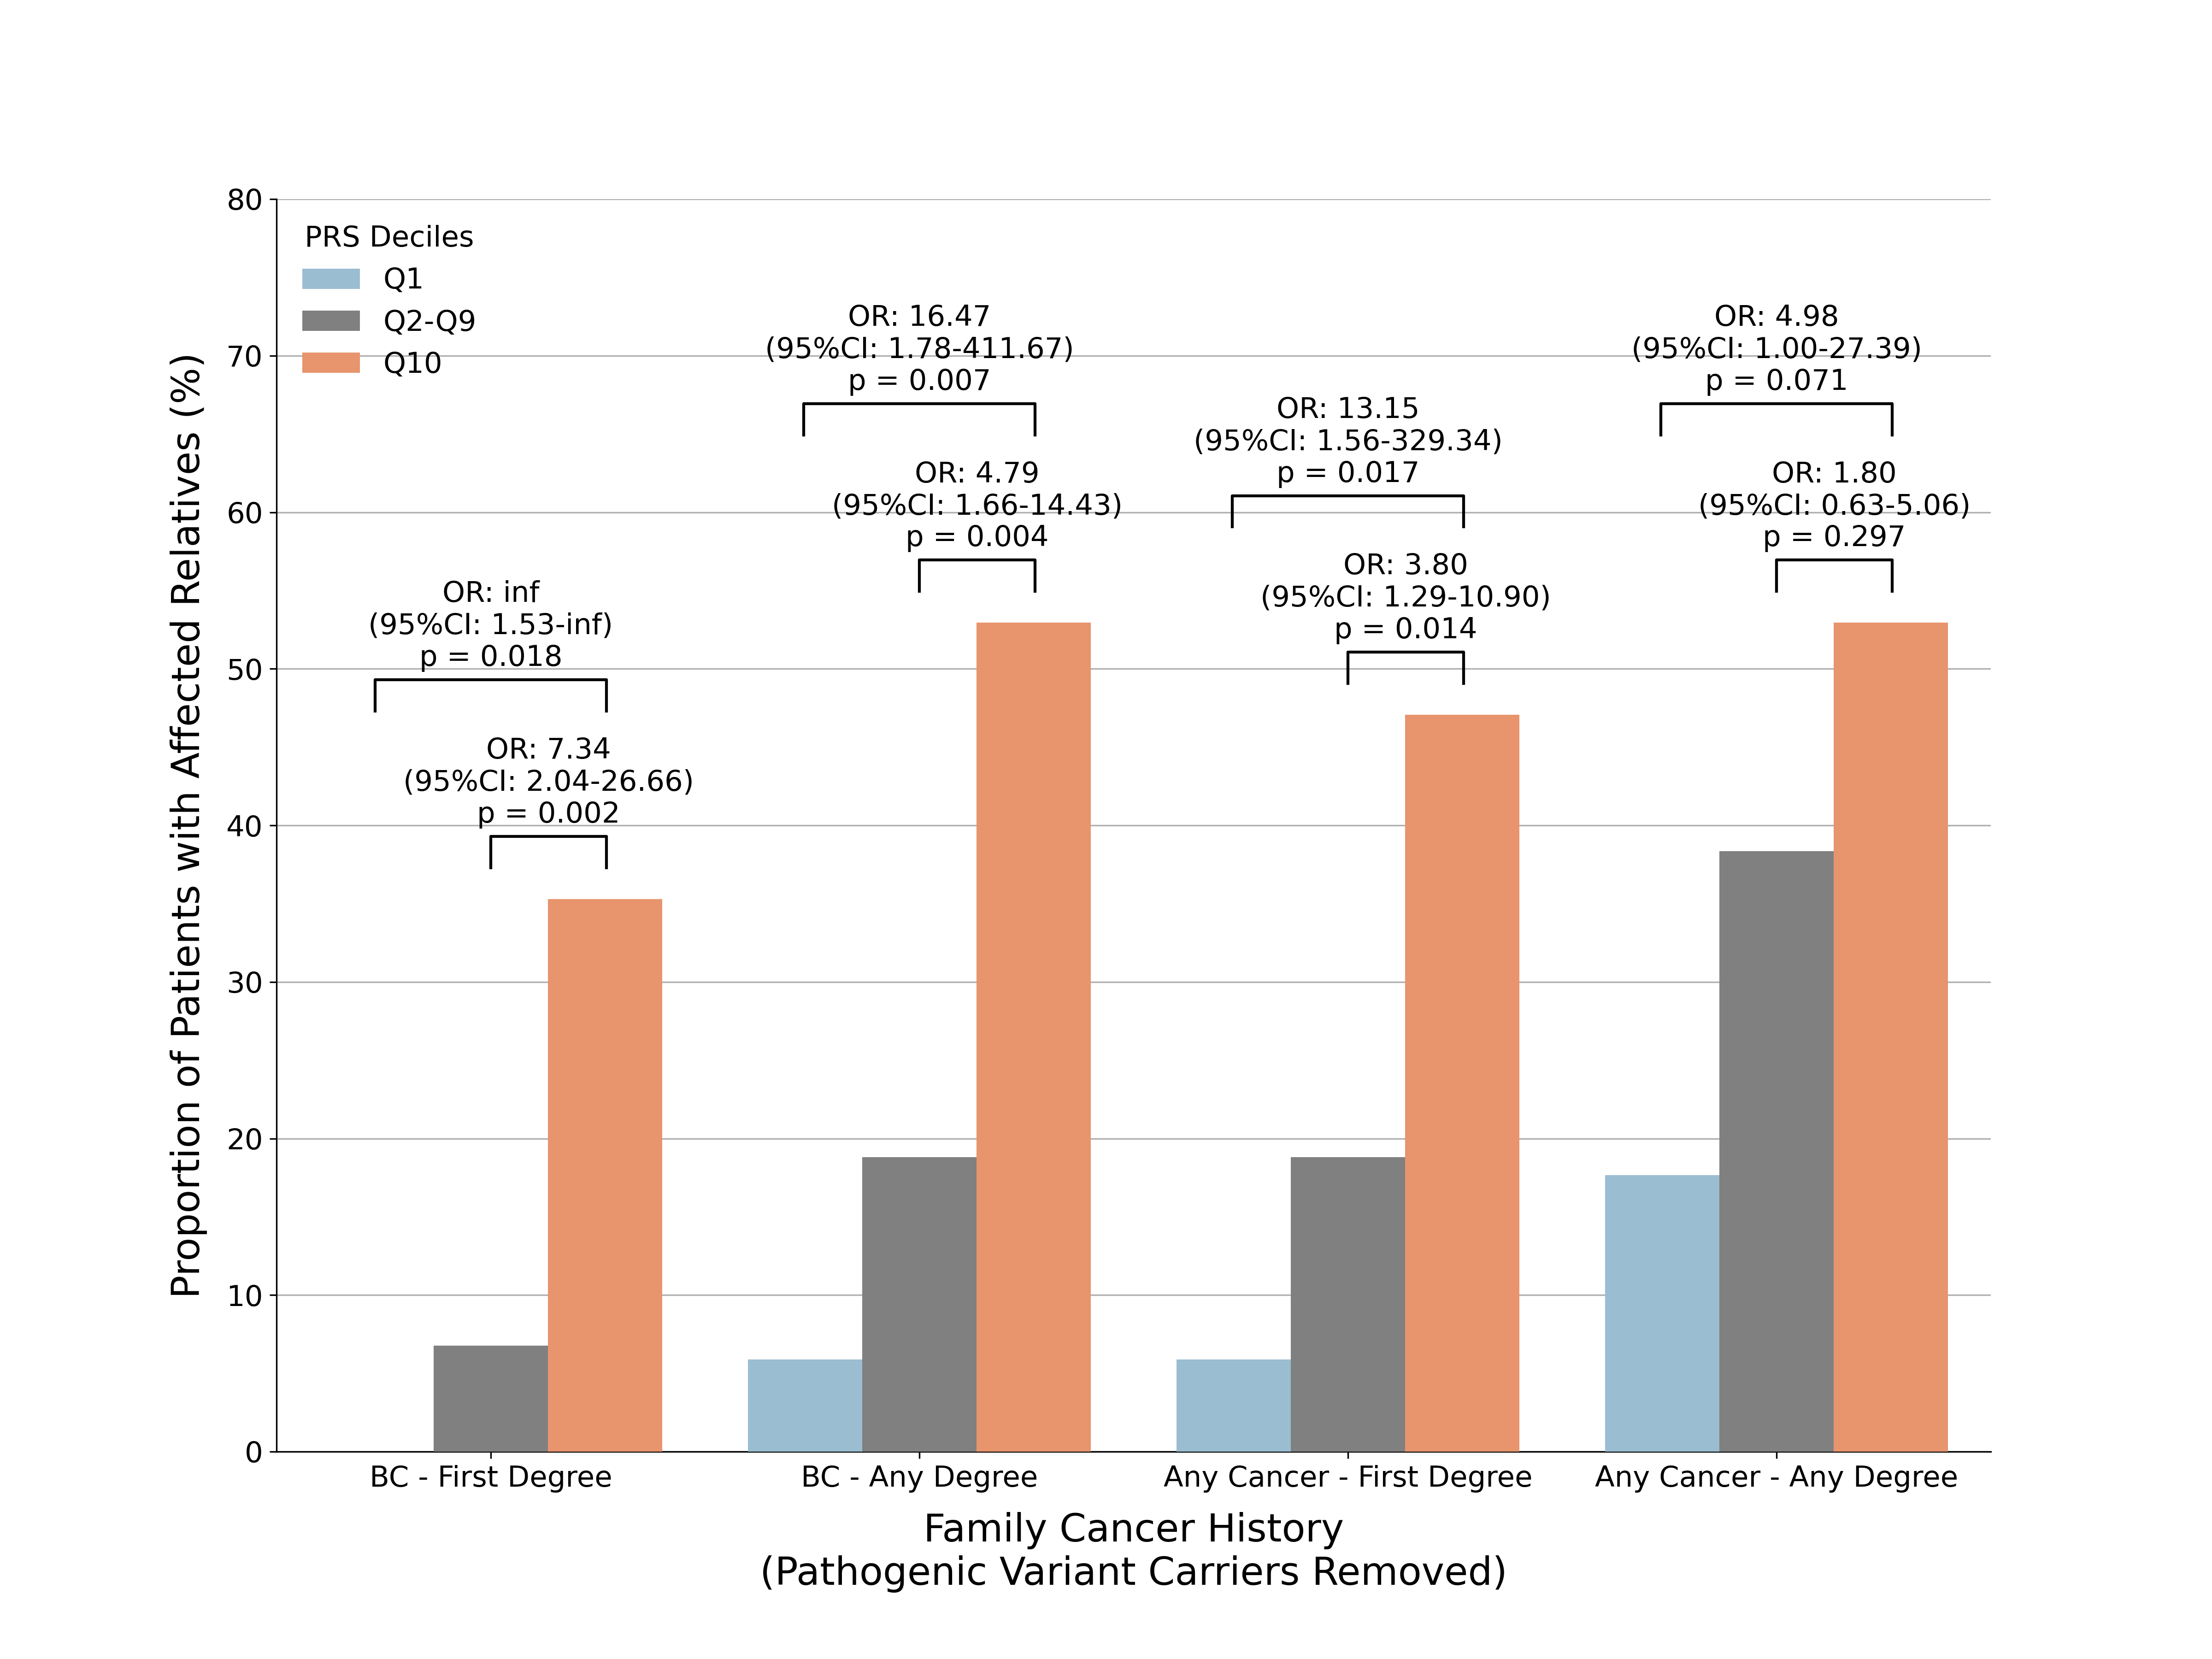 80
70
60
50
40
30
20
10
0
Proportion of Patients with Affected Relatives (%)
PRS Deciles
Q1
Q2-Q9
Q10
OR: inf
(95%CI: 1.53-inf)
p = 0.018
OR: 7.34
(95%CI: 2.04-26.66)
p = 0.002
OR: 16.47
(95%CI: 1.78-411.67)
p = 0.007
OR: 4.79
(95%CI: 1.66-14.43)
p = 0.004
OR: 13.15
(95%CI: 1.56-329.34)
p = 0.017
OR: 3.80
(95%CI: 1.29-10.90)
p = 0.014
OR: 4.98
(95%CI: 1.00-27.39)
p = 0.071
OR: 1.80
(95%CI: 0.63-5.06)
p = 0.297
BC - First Degree
BC - Any Degree
Any Cancer - First Degree
Any Cancer - Any Degree
Family Cancer History
(Pathogenic Variant Carriers Removed)